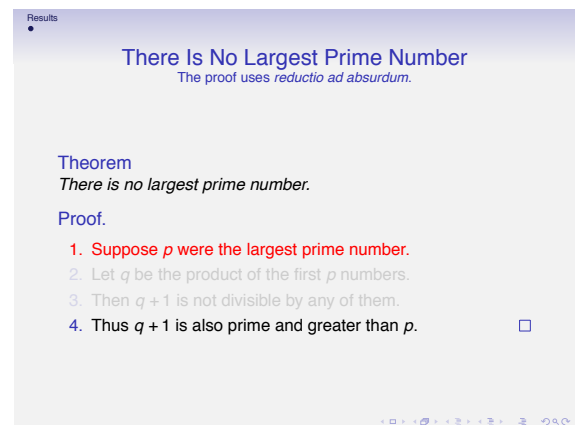 Results
There Is No Largest Prime Number
The proof uses reductio ad absurdum.
Theorem
There is no largest prime number.
Proof.
1. Suppose p were the largest prime number.
2. Let q be the product of the first p numbers.
3. Then q + 1 is not divisible by any of them.
4. Thus q + 1 is also prime and greater than p. □